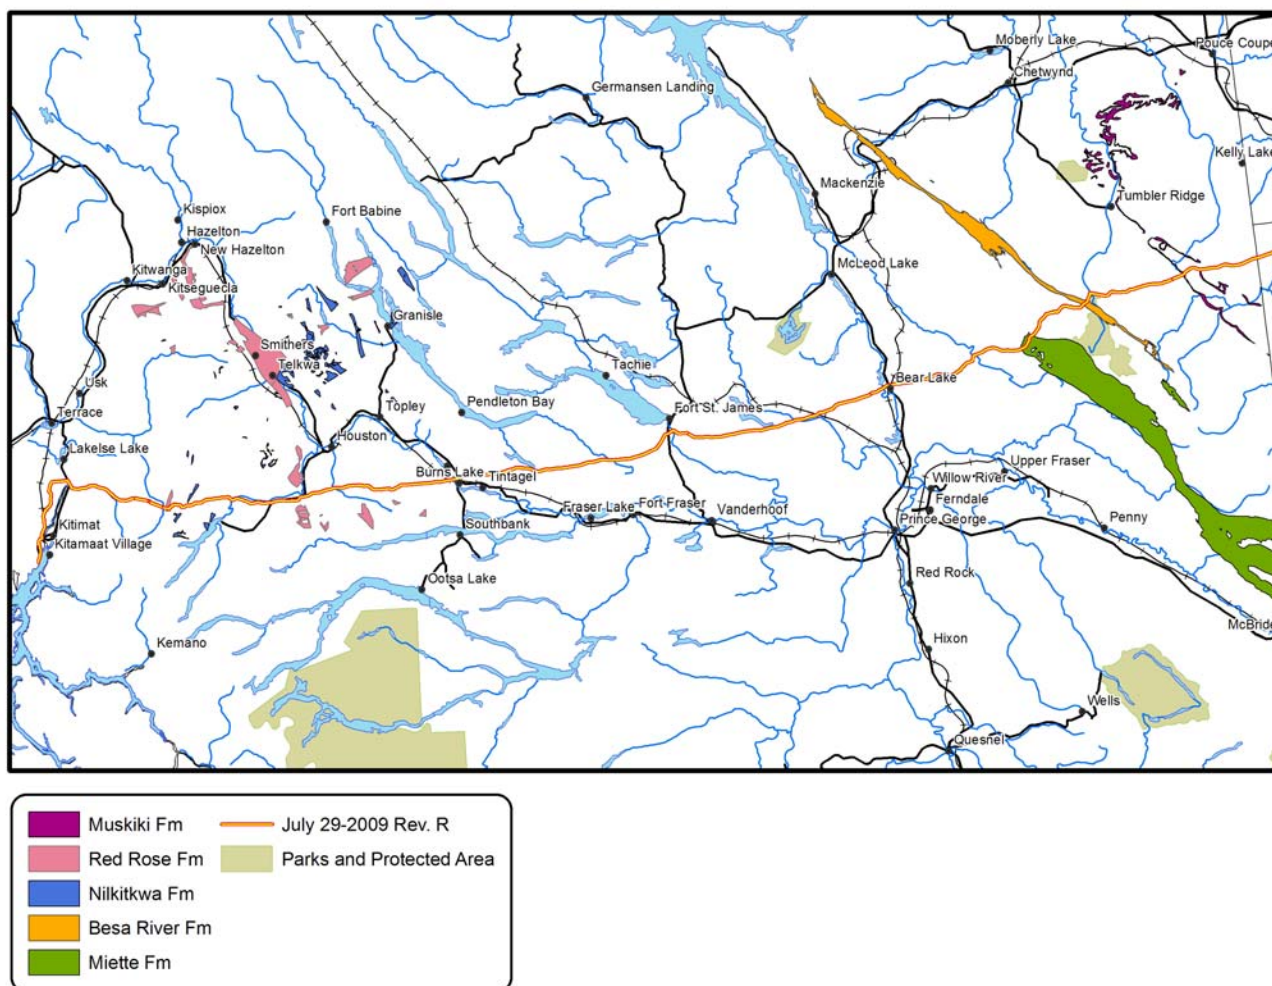 Moberly Lake
Pouce Coupe
Chetwynd
Germansen Landing
Kelly Lake
Mackenzie
Tumbler Ridge
Kispiox
Fort Babine
Hazelton
New Hazelton
Kitwanga
Kitseguecla
McLeod Lake
Granisle
Smithers
Telkwa
Tachie
Usk
Bear Lake
Terrace
Topley
Pendleton Bay
Fort St. James
Lakelse Lake
Houston
Burns Lake
Tintagel
Upper Fraser
Willow River
Ferndale
Fraser Lake
Fort Fraser
Vanderhoof
Kitimat
Southbank
Prince George
Penny
Kitamaat Village
Ootsa Lake
Red Rock
McBrid
Kemano
Hixon
Wells
Quesnel
Muskiki Fm
July 29-2009 Rev. R
Red Rose Fm
Parks and Protected Area
Nilkitkwa Fm
Besa River Fm
Miette Fm